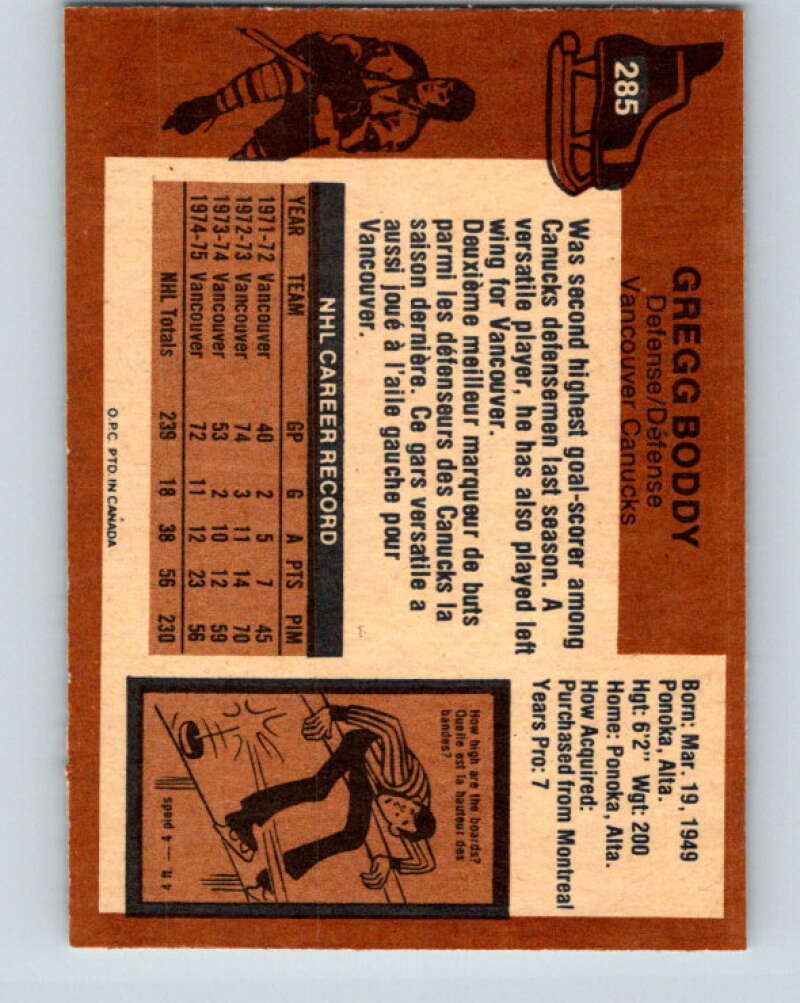 285
GREGG BODDY
Defense/Défense
Vancouver Canucks
Born: Mar. 19, 1949
Ponoka, Alta.
Hgt: 6'2" Wgt: 200
Home: Ponoka, Alta.
How Acquired:
Purchased from Montreal
Years Pro: 7
Was second highest goal-scorer among
Canucks defensemen last season. A
versatile player, he has also played left
wing for Vancouver.
Deuxième meilleur marqueur de buts
parmi les défenseurs des Canucks la
saison dernière. Ce gars versatile a
aussi joué à l'aile gauche pour
Vancouver.
NHL CAREER RECORD
YEAR TEAM GP G A PTS PIM
1971-72 Vancouver 40 2 5 7 45
1972-73 Vancouver 74 3 11 14 70
1973-74 Vancouver 53 2 10 12 59
1974-75 Vancouver 72 11 12 23 56
NHL Totals 239 18 38 56 230
How high are the boards?
Quelle est la hauteur des
bandes?
4 ft. — 4 pieds
O.P.C. PTD. IN CANADA